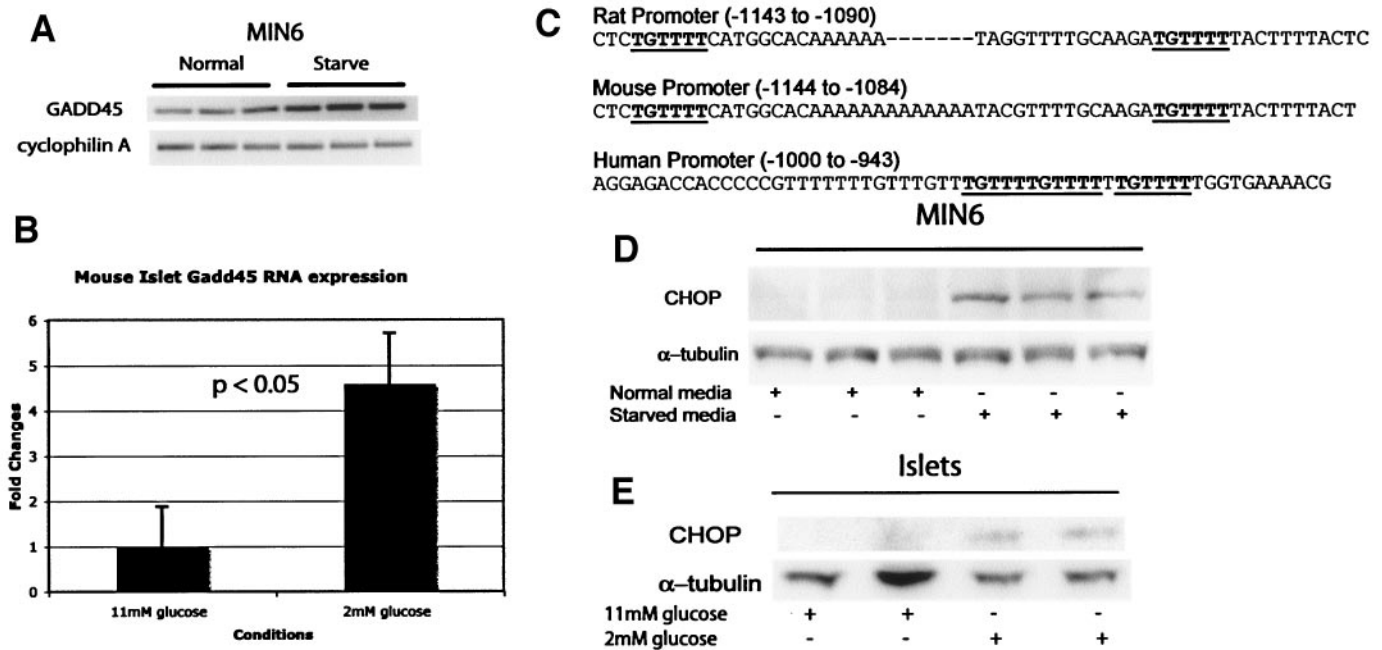 A
MIN6
Normal Starve
GADD45
cyclophilin A
B
Mouse Islet Gadd45 RNA expression
6
5
4
3
2
1
0
Fold Changes
p < 0.05
11mM glucose 2mM glucose
Conditions
C
Rat Promoter (-1143 to -1090)
CTCTGTTTTCATGGCACAAAAAA-------TAGGTTTTGCAAGATGTTTTTACTTTTACTC
Mouse Promoter (-1144 to -1084)
CTCTGTTTTCATGGCACAAAAAAAAAAAAAATACGTTTTGCAAGATGTTTTTACTTTTACT
Human Promoter (-1000 to -943)
AGGAGACCACCCCCGTTTTTTTGTTTGTTTGTTTTGTTTTTGTTTTTGGTGAAAACG
D
MIN6
CHOP
α-tubulin
Normal media + + + - - -
Starved media - - - + + +
E
Islets
CHOP
α-tubulin
11mM glucose + + - -
2mM glucose - - + +